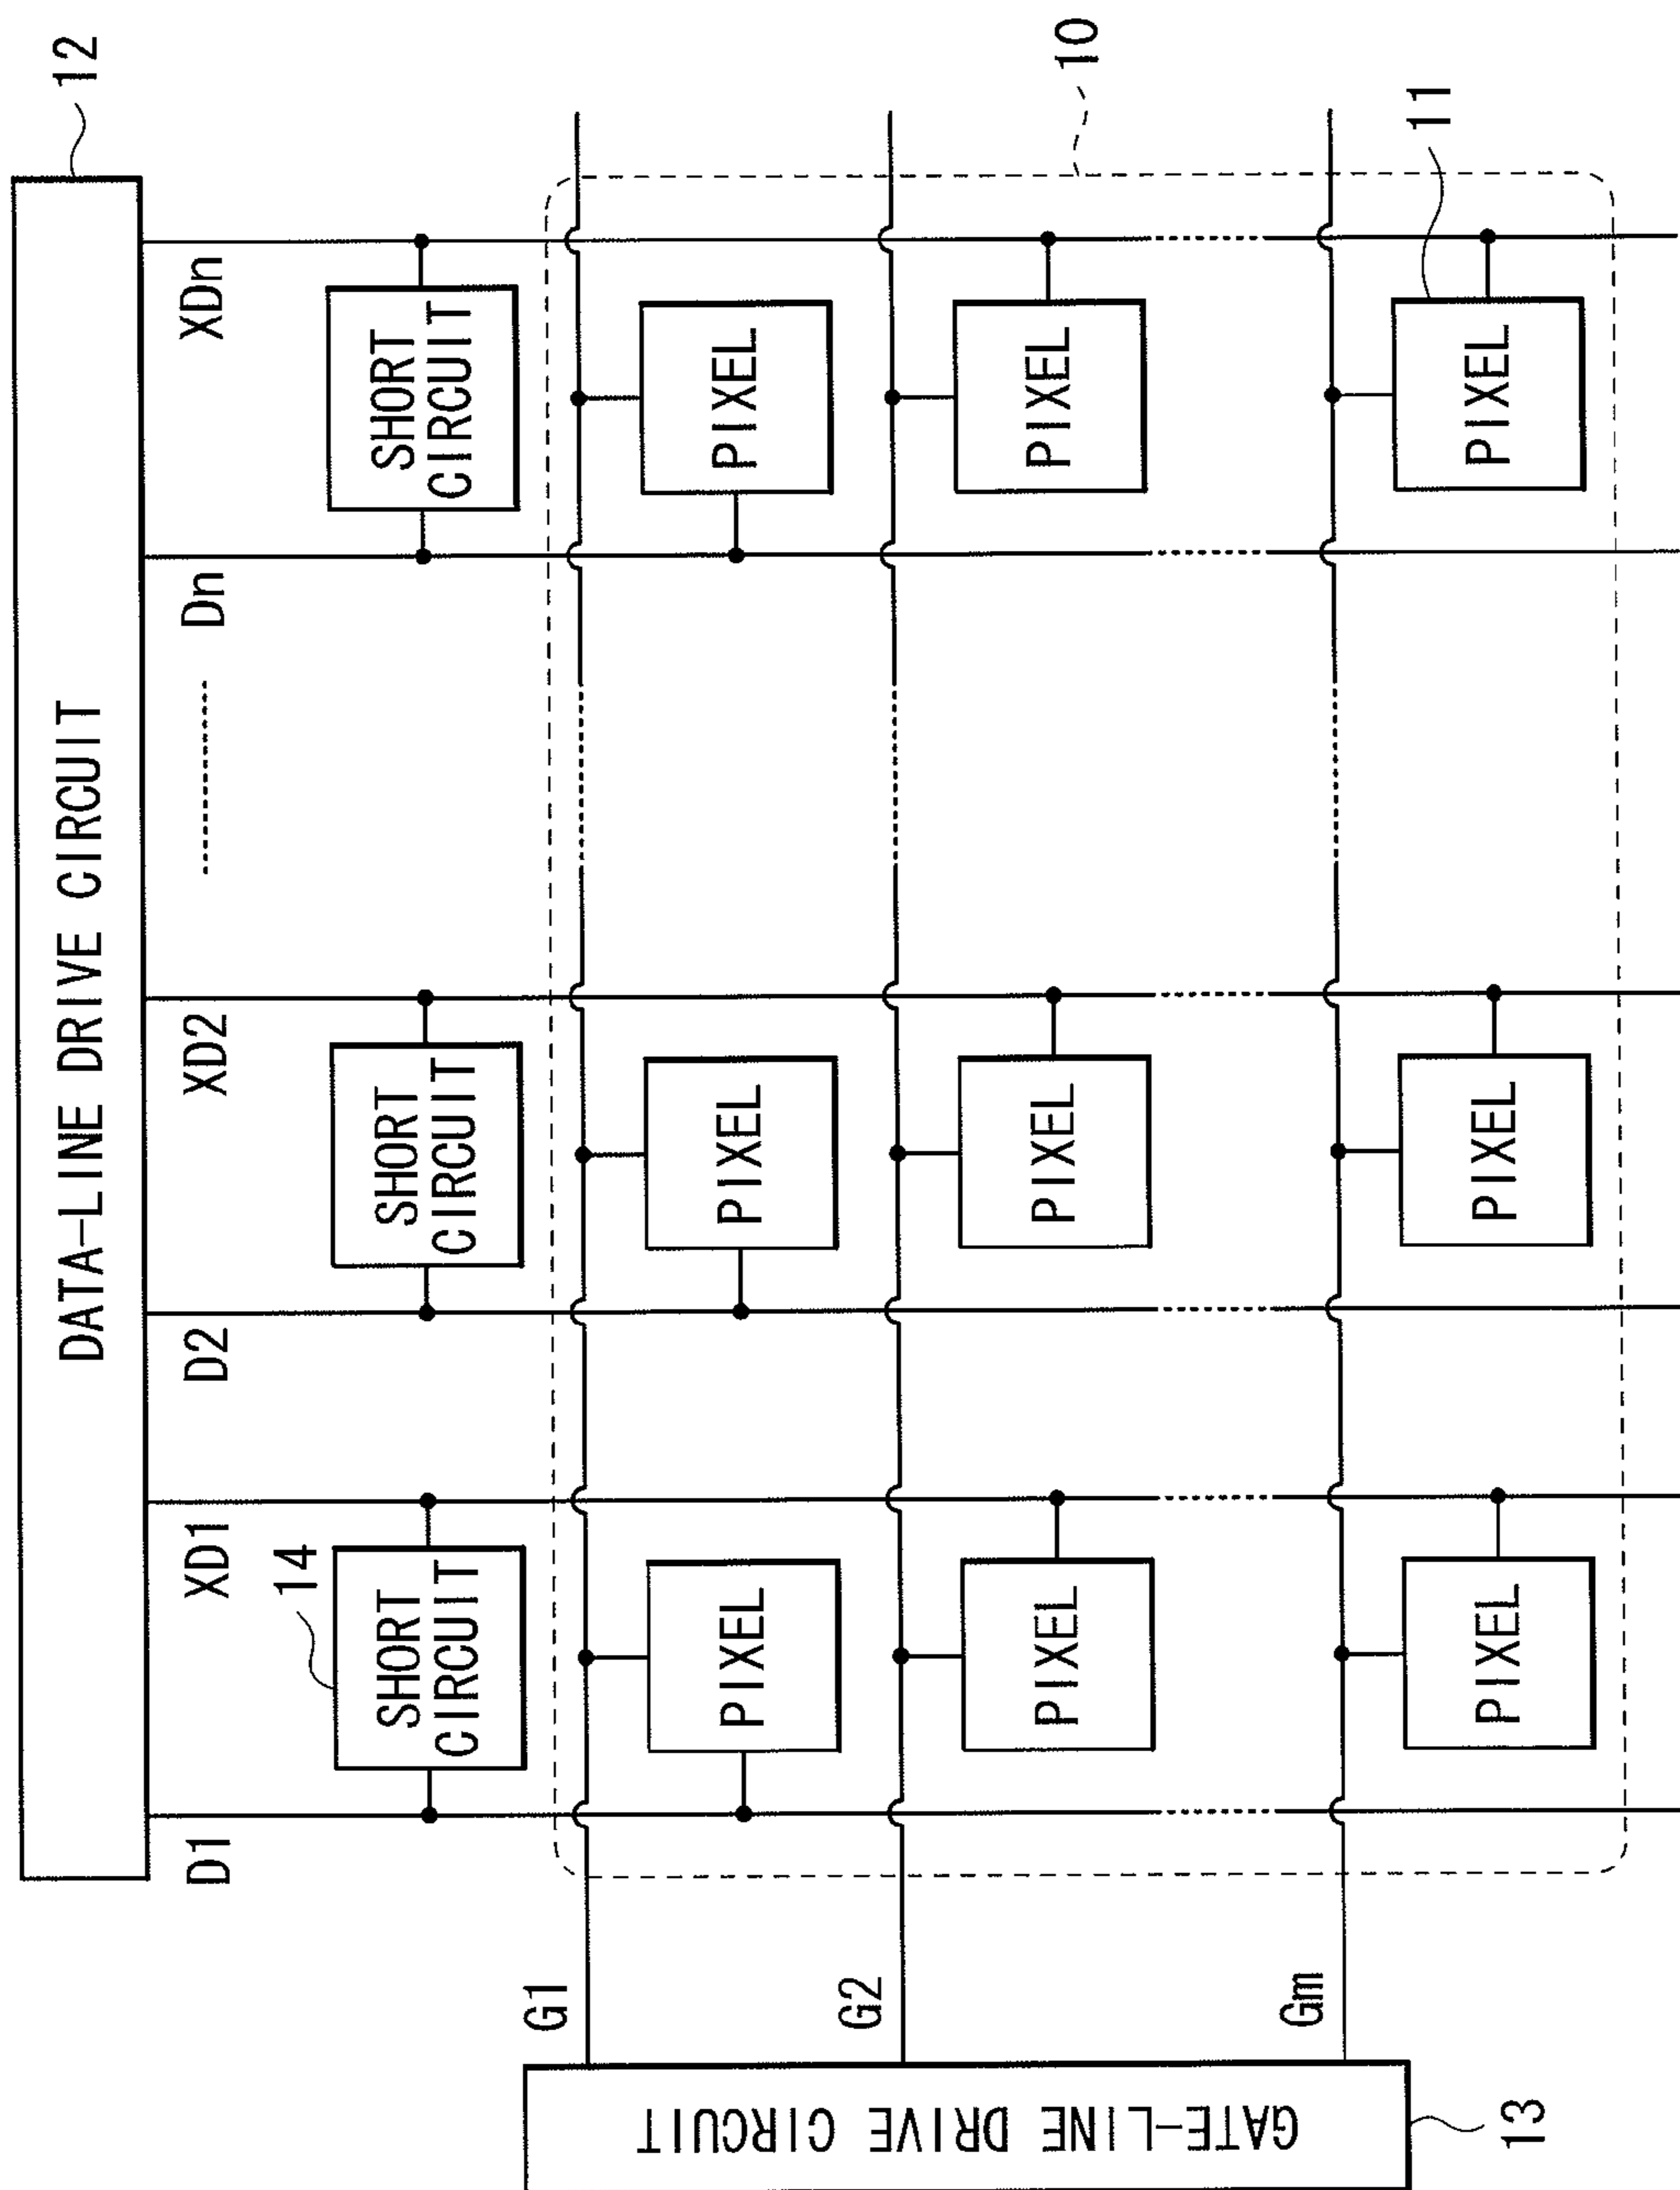 DATA-LINE DRIVE CIRCUIT
12
D1
XD1
D2
XD2
Dn
XDn
14
SHORT
CIRCUIT
SHORT
CIRCUIT
SHORT
CIRCUIT
G1
PIXEL
PIXEL
PIXEL
10
G2
PIXEL
PIXEL
PIXEL
Gm
PIXEL
PIXEL
PIXEL
11
GATE-LINE DRIVE CIRCUIT
13